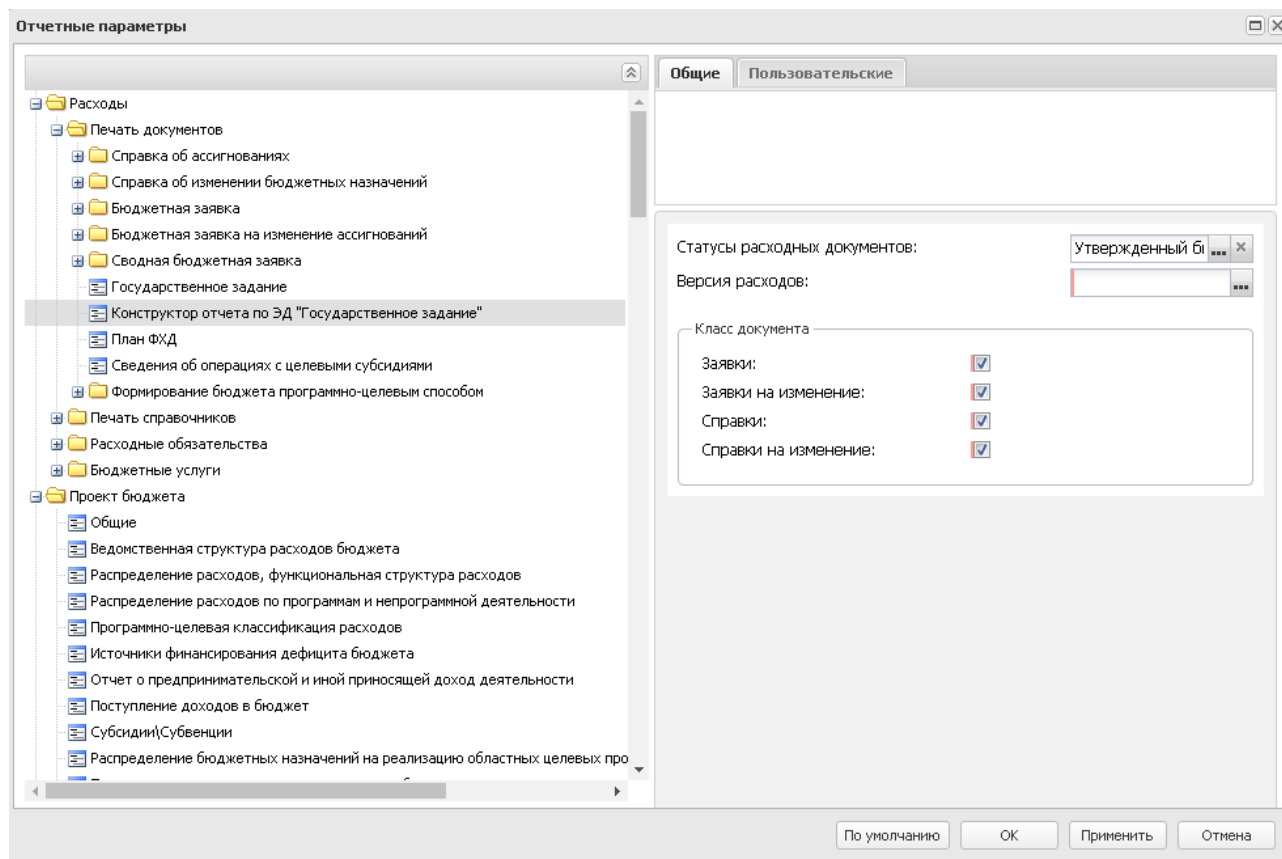 Отчетные параметры
Расходы
Печать документов
Справка об ассигнованиях
Справка об изменении бюджетных назначений
Бюджетная заявка
Бюджетная заявка на изменение ассигнований
Сводная бюджетная заявка
Государственное задание
Конструктор отчета по ЭД "Государственное задание"
План ФХД
Сведения об операциях с целевыми субсидиями
Формирование бюджета программно-целевым способом
Печать справочников
Расходные обязательства
Бюджетные услуги
Проект бюджета
Общие
Ведомственная структура расходов бюджета
Распределение расходов, функциональная структура расходов
Распределение расходов по программам и непрограммной деятельности
Программно-целевая классификация расходов
Источники финансирования дефицита бюджета
Отчет о предпринимательской и иной приносящей доход деятельности
Поступление доходов в бюджет
Субсидии\Субвенции
Распределение бюджетных назначений на реализацию областных целевых про
Общие Пользовательские
Статусы расходных документов: Утвержденный б ...
Версия расходов: ...
Класс документа
Заявки:
Заявки на изменение:
Справки:
Справки на изменение:
По умолчанию OK Применить Отмена